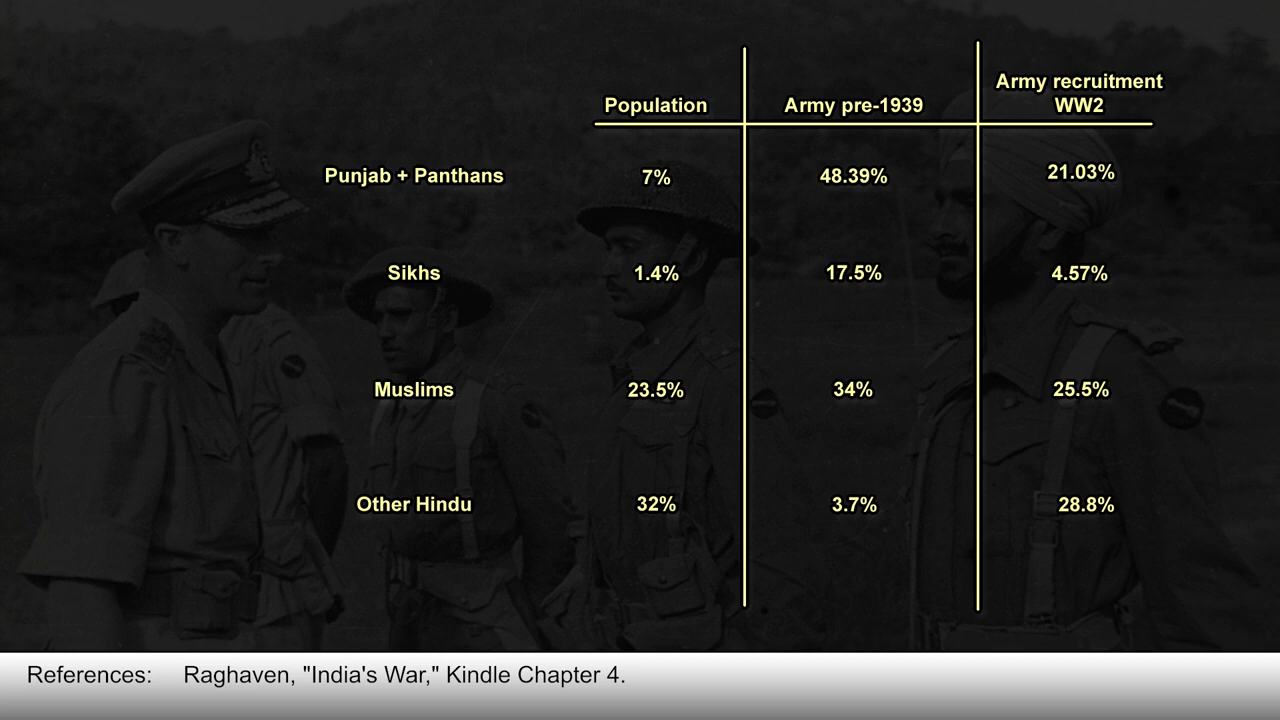 Population Army pre-1939 Army recruitment
WW2
Punjab + Panthans 7% 48.39% 21.03%
Sikhs 1.4% 17.5% 4.57%
Muslims 23.5% 34% 25.5%
Other Hindu 32% 3.7% 28.8%
References: Raghaven, "India's War," Kindle Chapter 4.